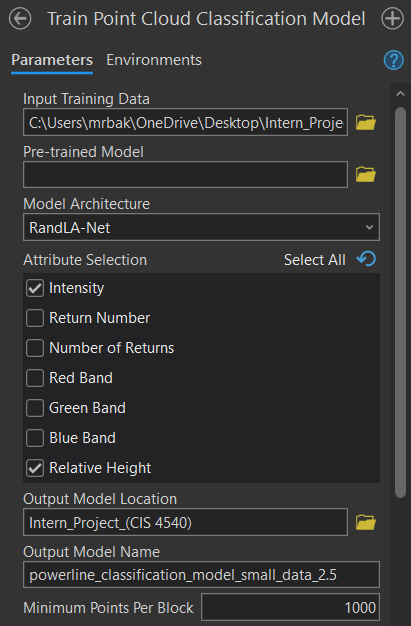 Train Point Cloud Classification Model
Parameters Environments
Input Training Data
C:\Users\mrbak\OneDrive\Desktop\Intern_Proje
Pre-trained Model
Model Architecture
RandLA-Net
Attribute Selection Select All
Intensity
Return Number
Number of Returns
Red Band
Green Band
Blue Band
Relative Height
Output Model Location
Intern_Project_(CIS 4540)
Output Model Name
powerline_classification_model_small_data_2.5
Minimum Points Per Block 1000